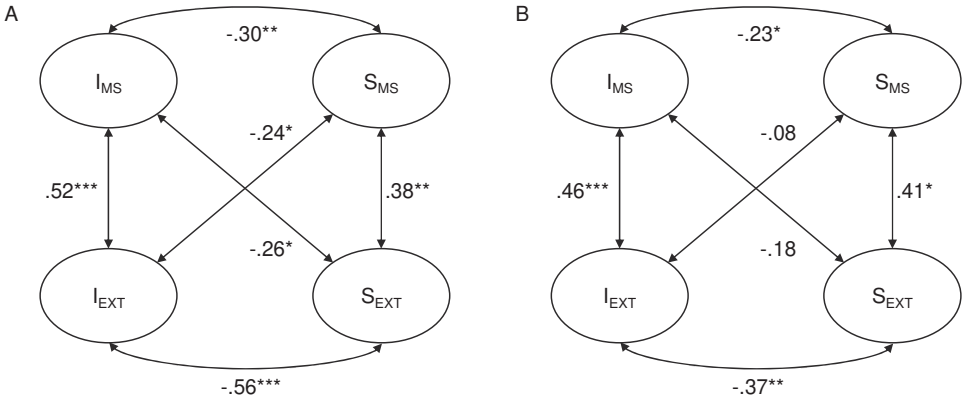 A
B
-.30**
-.23*
I_MS
S_MS
I_MS
S_MS
-.24*
-.08
.52***
.38**
.46***
.41*
-.26*
-.18
I_EXT
S_EXT
I_EXT
S_EXT
-.56***
-.37**